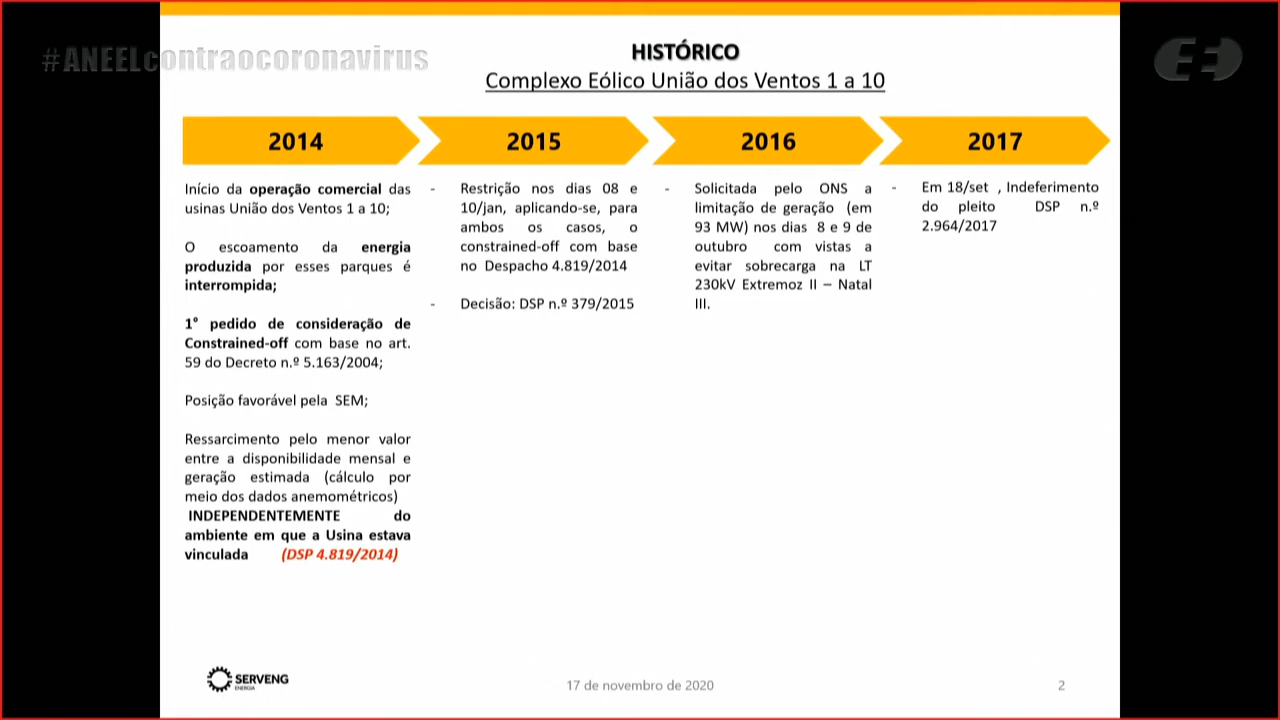 #ANEELcontraocoronavirus
HISTÓRICO
Complexo Eólico União dos Ventos 1 a 10
2014
2015
2016
2017
Início da operação comercial das
usinas União dos Ventos 1 a 10;
O escoamento da energia
produzida por esses parques é
interrompida;
1° pedido de consideração de
Constrained-off com base no art.
59 do Decreto n.º 5.163/2004;
Posição favorável pela SEM;
Ressarcimento pelo menor valor
entre a disponibilidade mensal e
geração estimada (cálculo por
meio dos dados anemométricos)
INDEPENDENTEMENTE do
ambiente em que a Usina estava
vinculada (DSP 4.819/2014)
- Restrição nos dias 08 e
10/jan, aplicando-se, para
ambos os casos, o
constrained-off com base
no Despacho 4.819/2014
- Decisão: DSP n.º 379/2015
- Solicitada pelo ONS a
limitação de geração (em
93 MW) nos dias 8 e 9 de
outubro com vistas a
evitar sobrecarga na LT
230kV Extremoz II – Natal
III.
- Em 18/set , Indeferimento
do pleito DSP n.º
2.964/2017
SERVENG
ENERGIA
17 de novembro de 2020
2